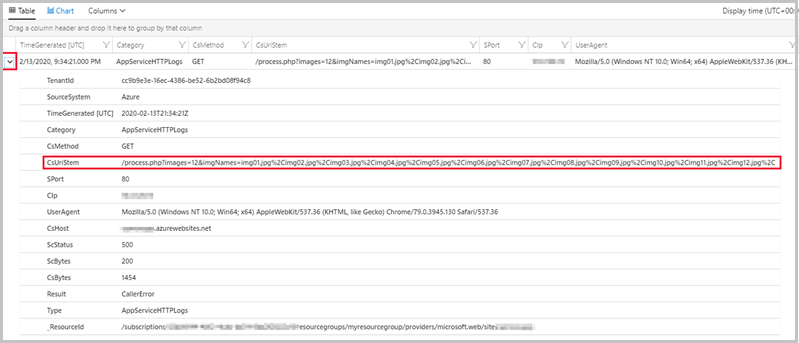 Table Chart Columns Display time (UTC+00:
Drag a column header and drop it here to group by that column
TimeGenerated [UTC] Category CsMethod CsUriStem SPort CIp UserAgent
2/13/2020, 9:34:21.000 PM AppServiceHTTPLogs GET /process.php?images=12&imgNames=img01.jpg%2Cimg02.jpg%2Ci... 80 Mozilla/5.0 (Windows NT 10.0; Win64; x64) AppleWebKit/537.36 (KHT...
TenantId cc9b9e3e-16ec-4386-be52-6b2bd08f94c8
SourceSystem Azure
TimeGenerated [UTC] 2020-02-13T21:34:21Z
Category AppServiceHTTPLogs
CsMethod GET
CsUriStem /process.php?images=12&imgNames=img01.jpg%2Cimg02.jpg%2Cimg03.jpg%2Cimg04.jpg%2Cimg05.jpg%2Cimg06.jpg%2Cimg07.jpg%2Cimg08.jpg%2Cimg09.jpg%2Cimg10.jpg%2Cimg11.jpg%2Cimg12.jpg%2C
SPort 80
CIp
UserAgent Mozilla/5.0 (Windows NT 10.0; Win64; x64) AppleWebKit/537.36 (KHTML, like Gecko) Chrome/79.0.3945.130 Safari/537.36
CsHost .azurewebsites.net
ScStatus 500
ScBytes 200
CsBytes 1454
Result CallerError
Type AppServiceHTTPLogs
_ResourceId /subscriptions/ resourcegroups/myresourcegroup/providers/microsoft.web/sites